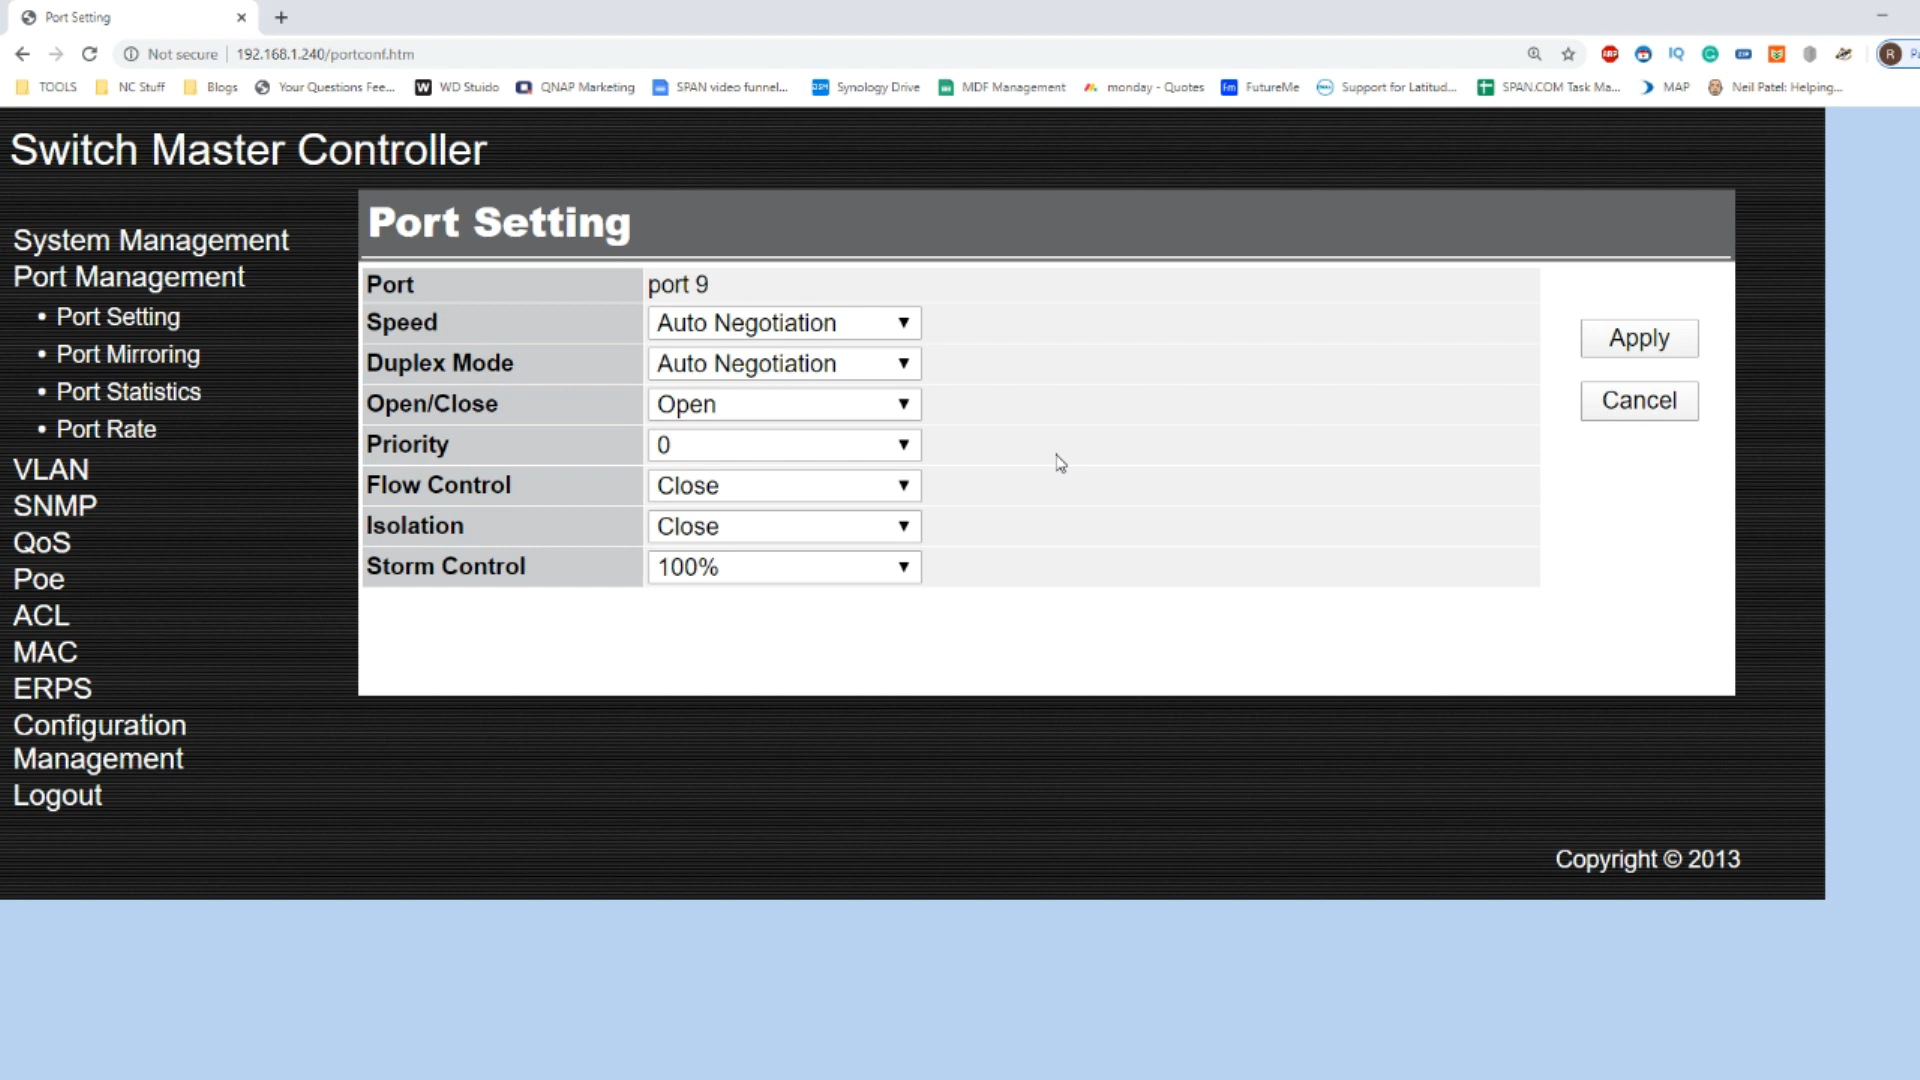 Port Setting
Not secure
192.168.1.240/portconf.htm
TOOLS
NC Stuff
Blogs
Your Questions Fee...
WD Stuido
QNAP Marketing
SPAN video funnel...
Synology Drive
MDF Management
monday - Quotes
FutureMe
Support for Latitud...
SPAN.COM Task Ma...
MAP
Neil Patel: Helping...
Switch Master Controller
System Management
Port Management
• Port Setting
• Port Mirroring
• Port Statistics
• Port Rate
VLAN
SNMP
QoS
Poe
ACL
MAC
ERPS
Configuration
Management
Logout
Port Setting
Port port 9
Speed Auto Negotiation
Duplex Mode Auto Negotiation
Open/Close Open
Priority 0
Flow Control Close
Isolation Close
Storm Control 100%
Apply
Cancel
Copyright © 2013